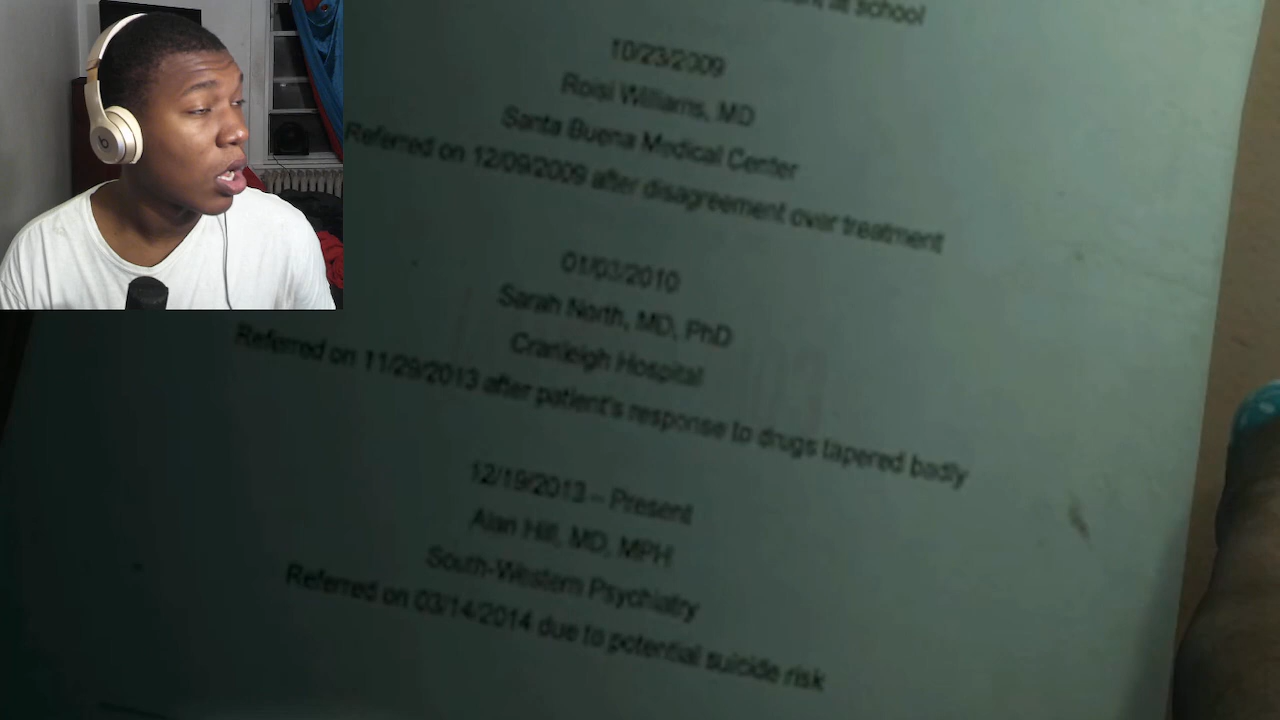 at school
10/23/2009
Roisi Williams, MD
Santa Buena Medical Center
Referred on 12/09/2009 after disagreement over treatment
01/03/2010
Sarah North, MD, PhD
Cranleigh Hospital
Referred on 11/29/2013 after patient's response to drugs tapered badly
12/19/2013 – Present
Alan Hill, MD, MPH
South-Western Psychiatry
Referred on 03/14/2014 due to potential suicide risk